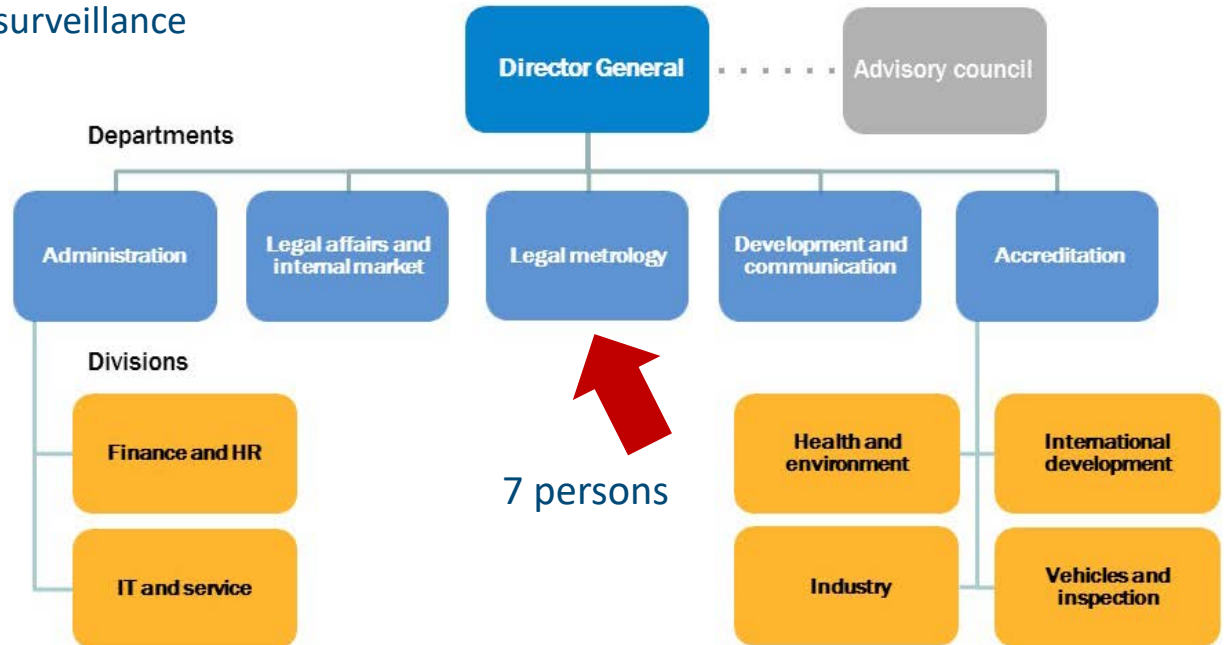 surveillance
Director General
Advisory council
Departments
Administration
Legal affairs and
internal market
Legal metrology
Development and
communication
Accreditation
Divisions
Finance and HR
Health and
environment
International
development
7 persons
IT and service
Industry
Vehicles and
inspection